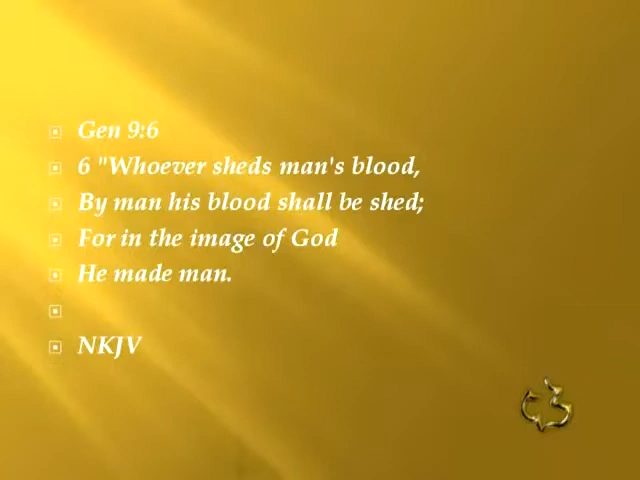 Gen 9:6
6 "Whoever sheds man's blood,
By man his blood shall be shed;
For in the image of God
He made man.
NKJV